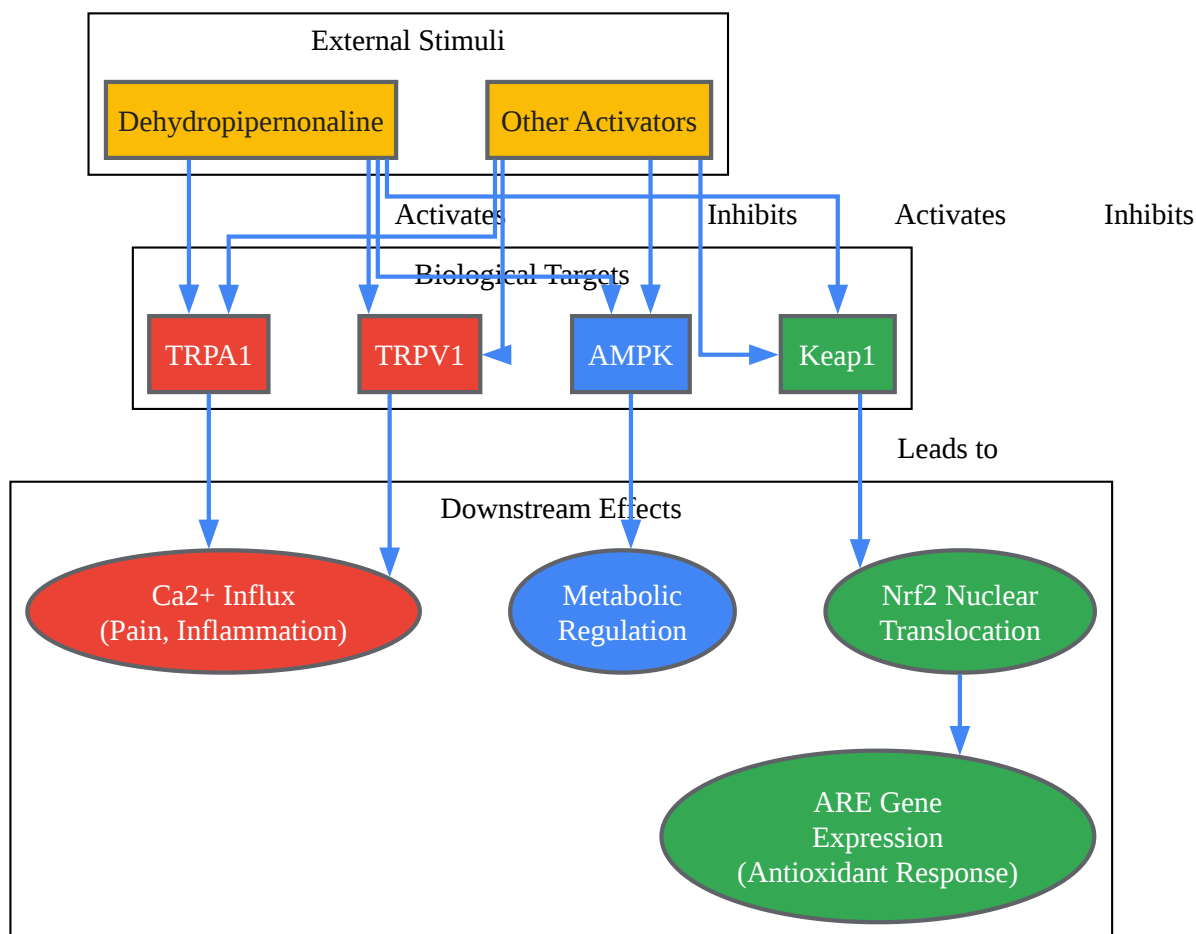 External Stimuli
Dehydropipernonaline
Other Activators
Activates
Inhibits
Activates
Inhibits
Biological Targets
TRPA1
TRPV1
AMPK
Keap1
Leads to
Downstream Effects
Ca2+ Influx
(Pain, Inflammation)
Metabolic
Regulation
Nrf2 Nuclear
Translocation
ARE Gene
Expression
(Antioxidant Response)